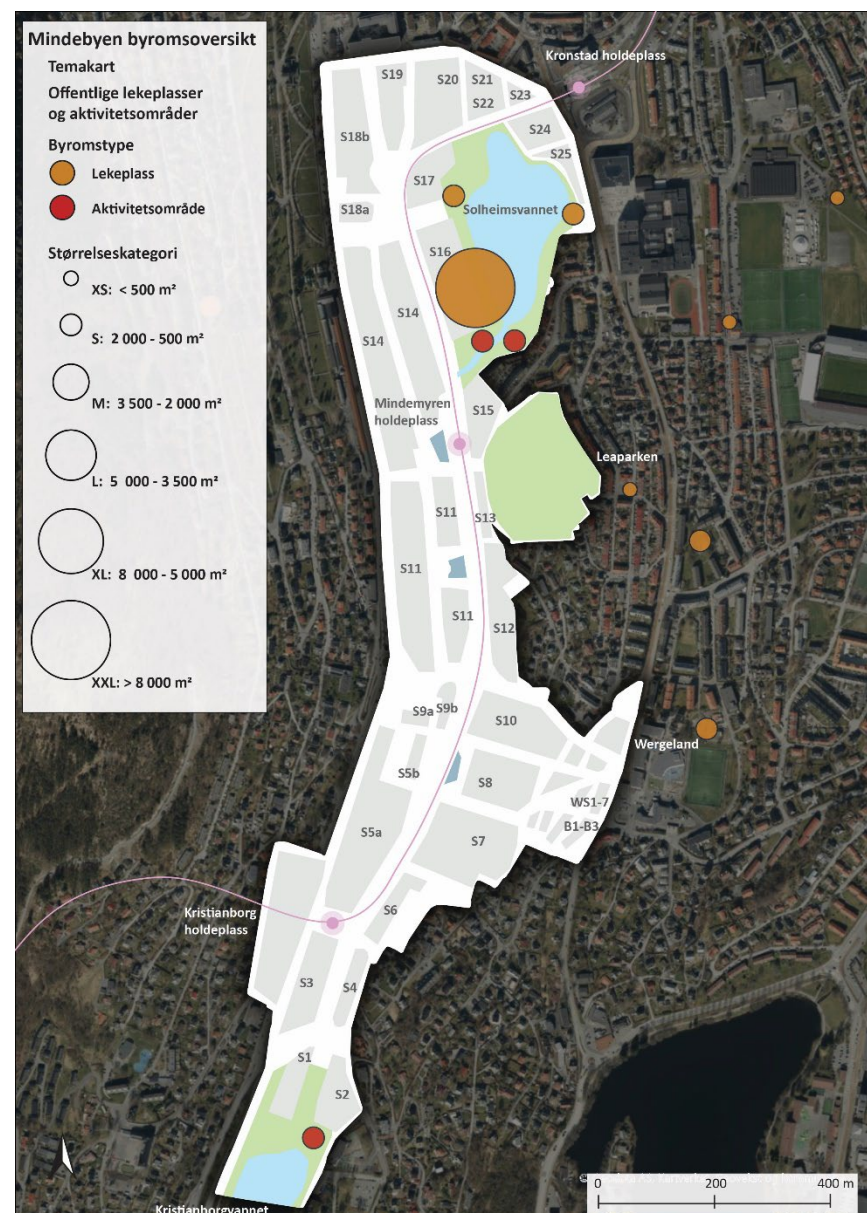 Mindebyen byromsoversikt
Temakart
Offentlige lekeplasser
og aktivitetsområder
Byromstype
Lekeplass
Aktivitetsområde
Størrelseskategori
XS: < 500 m²
S: 2 000 - 500 m²
M: 3 500 - 2 000 m²
L: 5 000 - 3 500 m²
XL: 8 000 - 5 000 m²
XXL: > 8 000 m²
Kronstad holdeplass
S19
S20
S21
S22
S23
S24
S25
S18b
S17
S18a
Solheimsvannet
S16
S14
S14
Mindemyren
holdeplass
S15
Leaparken
S11
S13
S11
S11
S12
S9a
S9b
S10
Wergeland
S5b
S8
WS1-7
B1-B3
S5a
S7
Kristianborg
holdeplass
S6
S3
S4
S1
S2
Kristianborgvannet
0 200 400 m